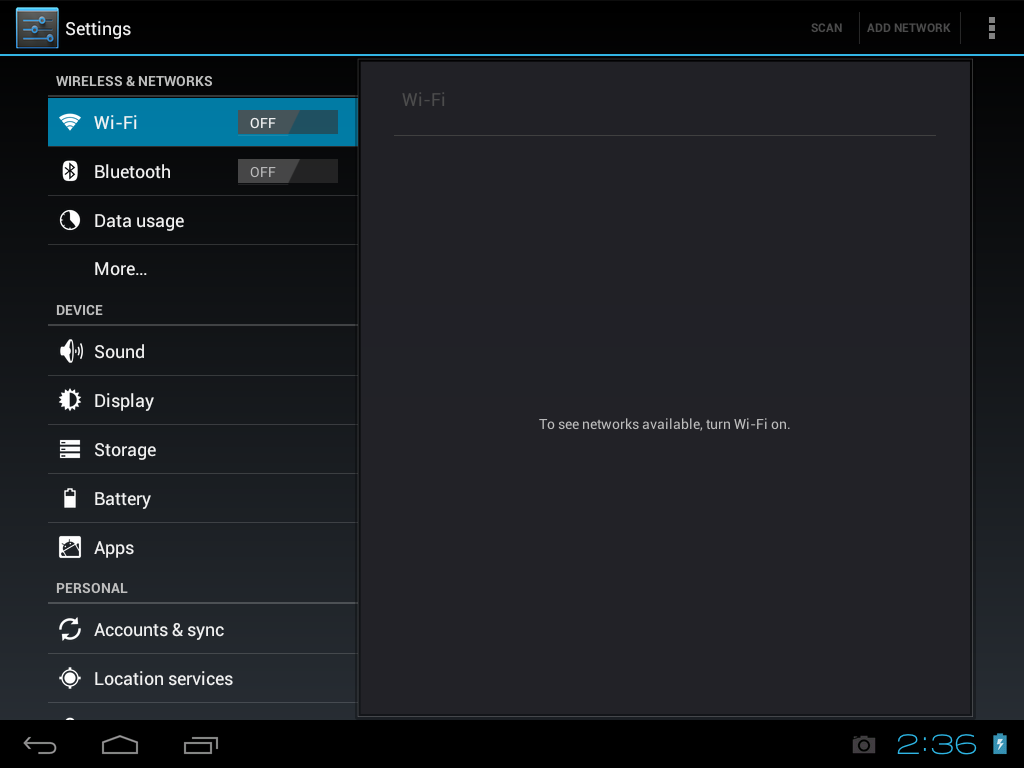 Settings
SCAN
ADD NETWORK
WIRELESS & NETWORKS
Wi-Fi
OFF
Bluetooth
OFF
Data usage
More...
DEVICE
Sound
Display
Storage
Battery
Apps
PERSONAL
Accounts & sync
Location services
Wi-Fi
To see networks available, turn Wi-Fi on.
2:36